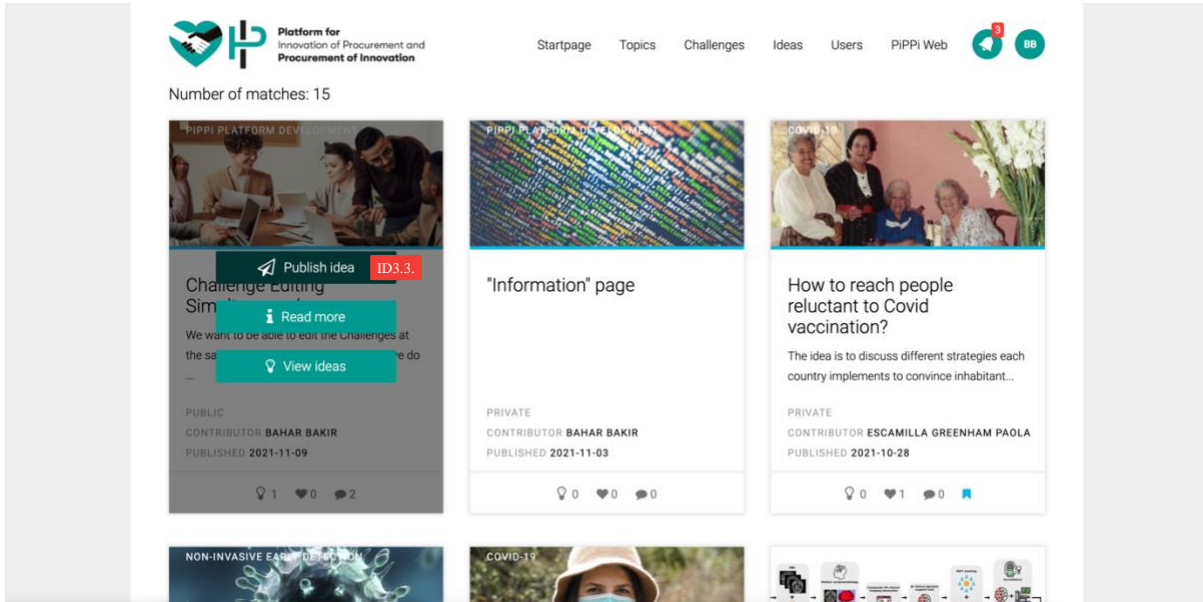 Platform for
Innovation of Procurement and
Procurement of Innovation
Startpage Topics Challenges Ideas Users PiPPi Web 3 BB
Number of matches: 15
PIPPI PLATFORM DEVELOPMENT
Publish idea ID3.3.
Challenge Editing
Read more
We want to be able to edit the Challenges at
the sa
View ideas
ve do
...
PUBLIC
CONTRIBUTOR BAHAR BAKIR
PUBLISHED 2021-11-09
1 0 2
PIPPI PLATFORM DEVELOPMENT
"Information" page
PRIVATE
CONTRIBUTOR BAHAR BAKIR
PUBLISHED 2021-11-03
0 0 0
COVID-19
How to reach people
reluctant to Covid
vaccination?
The idea is to discuss different strategies each
country implements to convince inhabitant...
PRIVATE
CONTRIBUTOR ESCAMILLA GREENHAM PAOLA
PUBLISHED 2021-10-28
0 1 0
NON-INVASIVE EARLY DETECTION
COVID-19